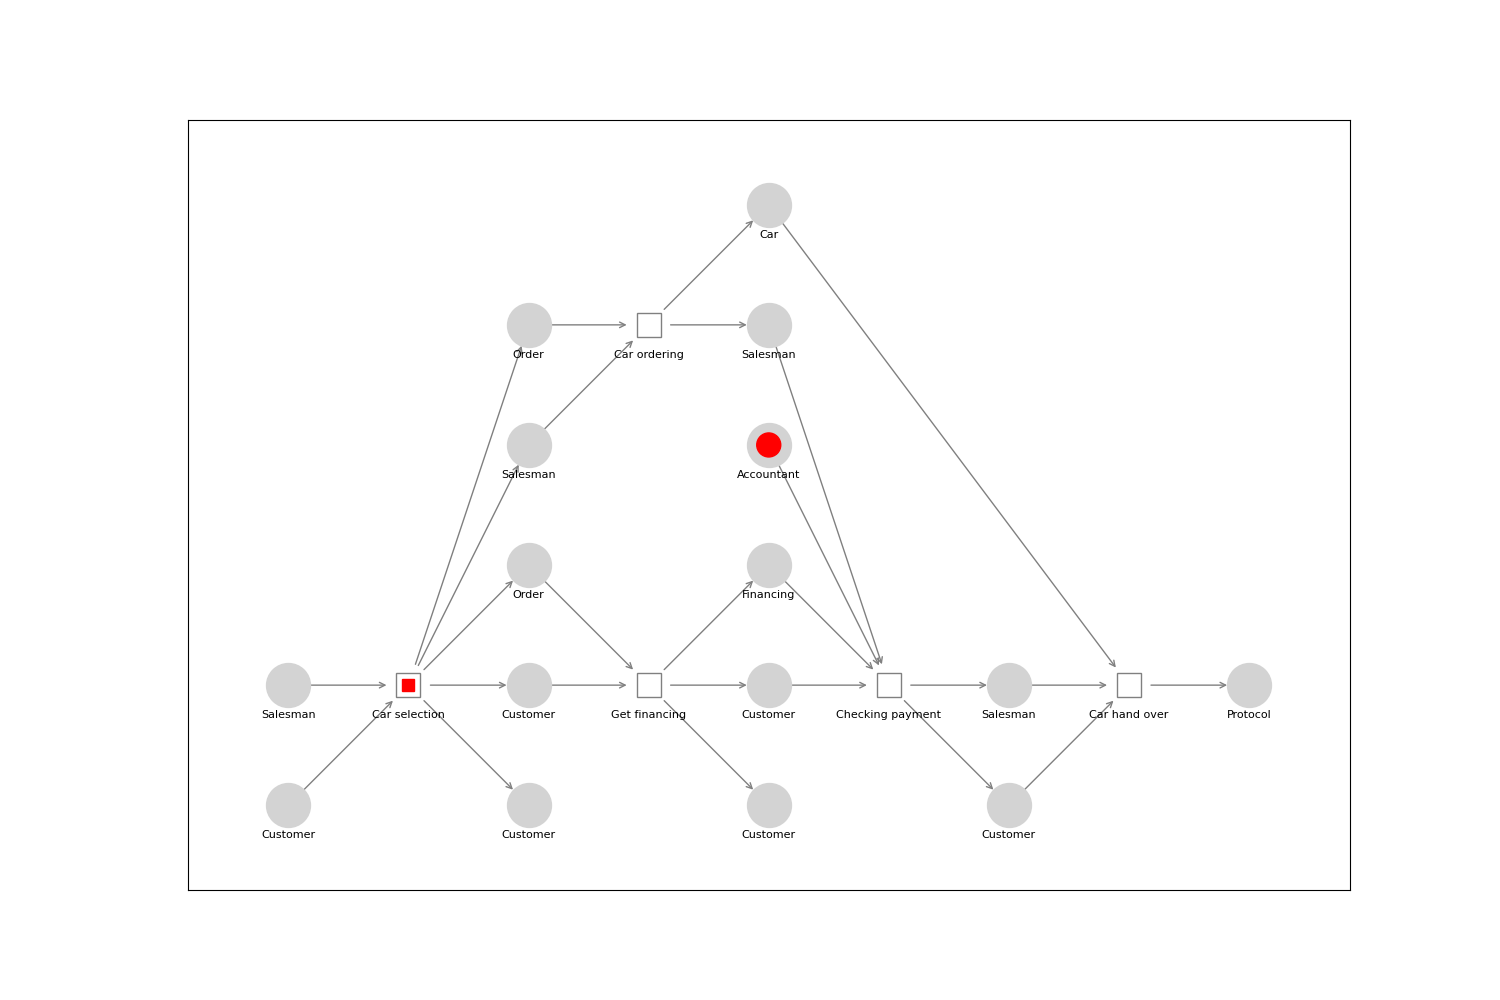 Car
Order
Car ordering
Salesman
Salesman
Accountant
Order
Financing
Salesman
Car selection
Customer
Get financing
Customer
Checking payment
Salesman
Car hand over
Protocol
Customer
Customer
Customer
Customer